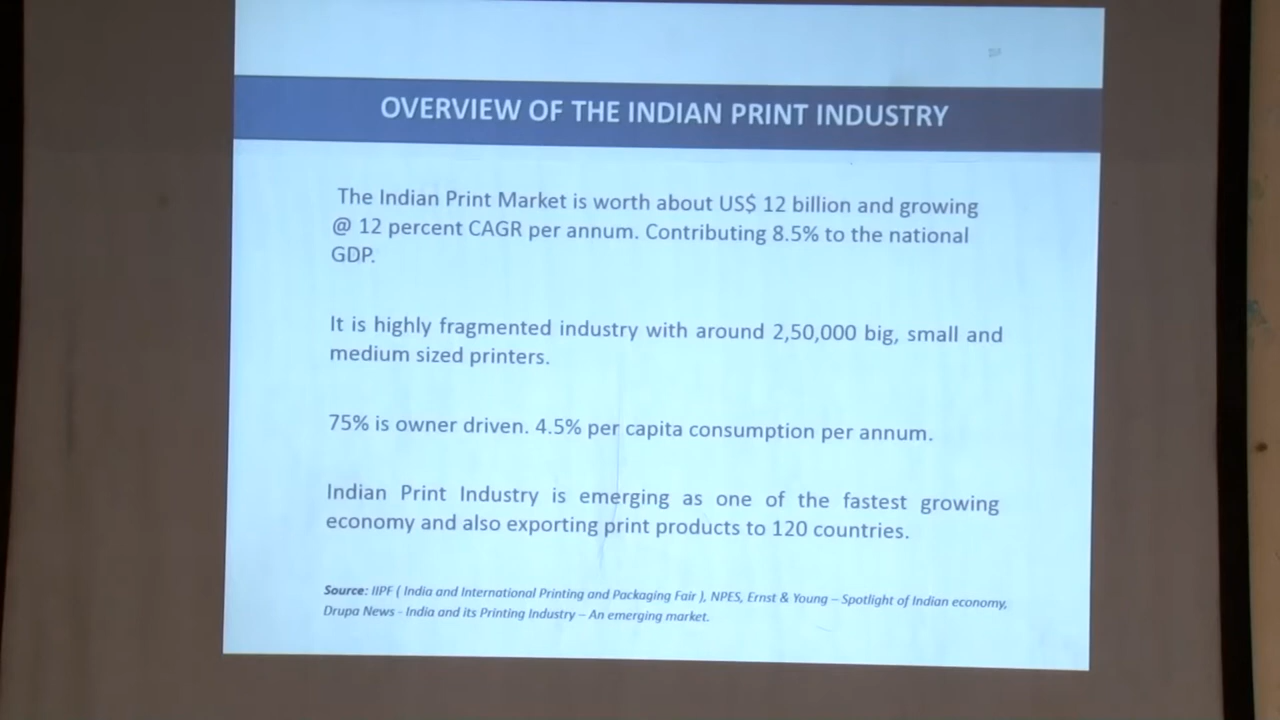 OVERVIEW OF THE INDIAN PRINT INDUSTRY
The Indian Print Market is worth about US$ 12 billion and growing
@ 12 percent CAGR per annum. Contributing 8.5% to the national
GDP.
It is highly fragmented industry with around 2,50,000 big, small and
medium sized printers.
75% is owner driven. 4.5% per capita consumption per annum.
Indian Print Industry is emerging as one of the fastest growing
economy and also exporting print products to 120 countries.
Source: IIPF ( India and International Printing and Packaging Fair ), NPES, Ernst & Young – Spotlight of Indian economy,
Drupa News - India and its Printing Industry – An emerging market.